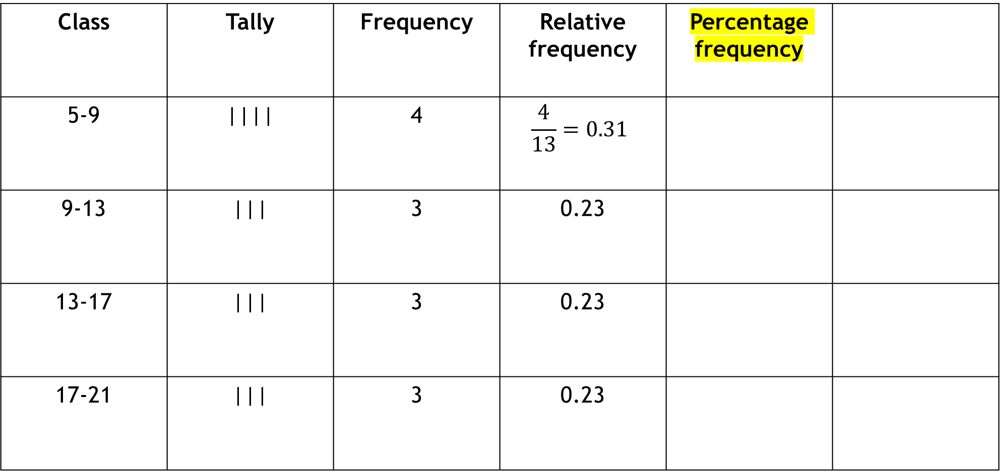 Class Tally Frequency Relative frequency Percentage frequency
5-9 |||| 4 4/13 = 0.31
9-13 ||| 3 0.23
13-17 ||| 3 0.23
17-21 ||| 3 0.23